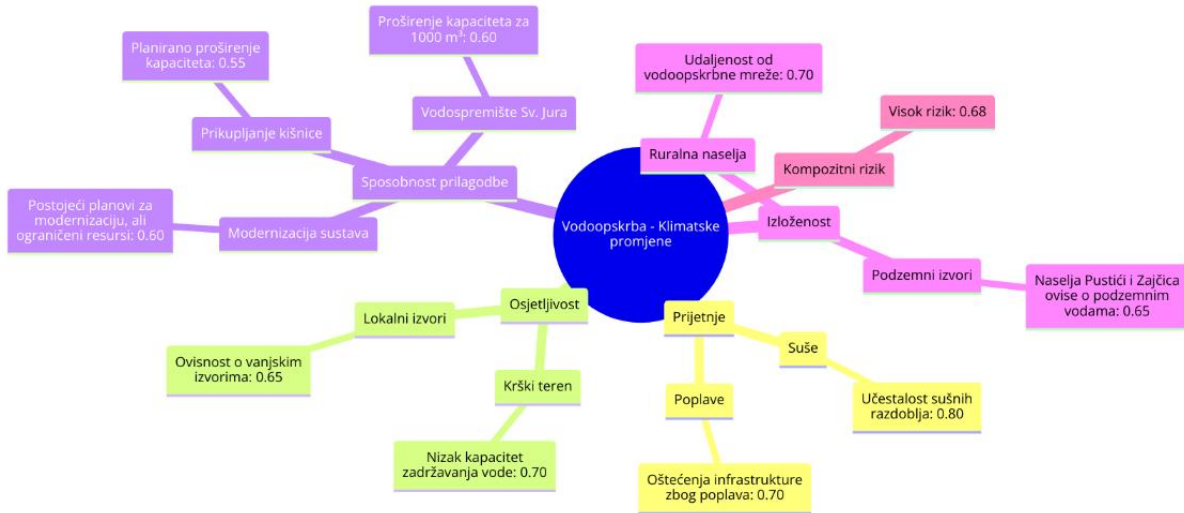 Vodoopskrba - Klimatske
promjene
Sposobnost prilagodbe
Prikupljanje kišnice
Planirano proširenje
kapaciteta: 0.55
Vodospremište Sv. Jura
Proširenje kapaciteta za
1000 m³: 0.60
Modernizacija sustava
Postojeći planovi za
modernizaciju, ali
ograničeni resursi: 0.60
Kompozitni rizik
Visok rizik: 0.68
Izloženost
Ruralna naselja
Udaljenost od
vodoopskrbne mreže: 0.70
Podzemni izvori
Naselja Pustići i Zajčica
ovise o podzemnim
vodama: 0.65
Osjetljivost
Lokalni izvori
Ovisnost o vanjskim
izvorima: 0.65
Krški teren
Nizak kapacitet
zadržavanja vode: 0.70
Prijetnje
Suše
Učestalost sušnih
razdoblja: 0.80
Poplave
Oštećenja infrastrukture
zbog poplava: 0.70